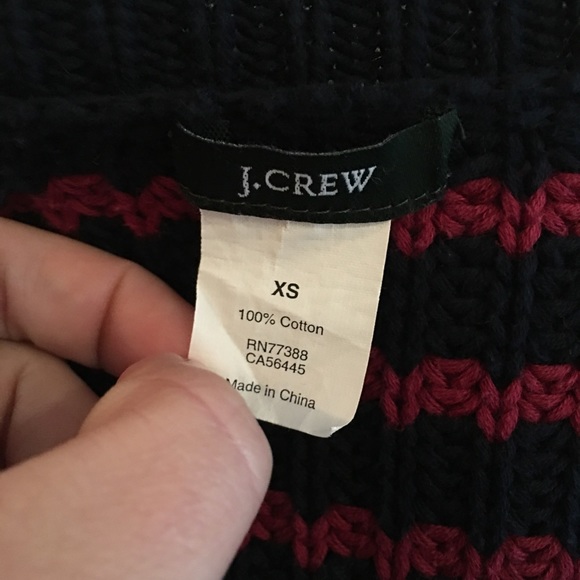 J.CREW
XS
100% Cotton
RN77388
CA56445
Made in China